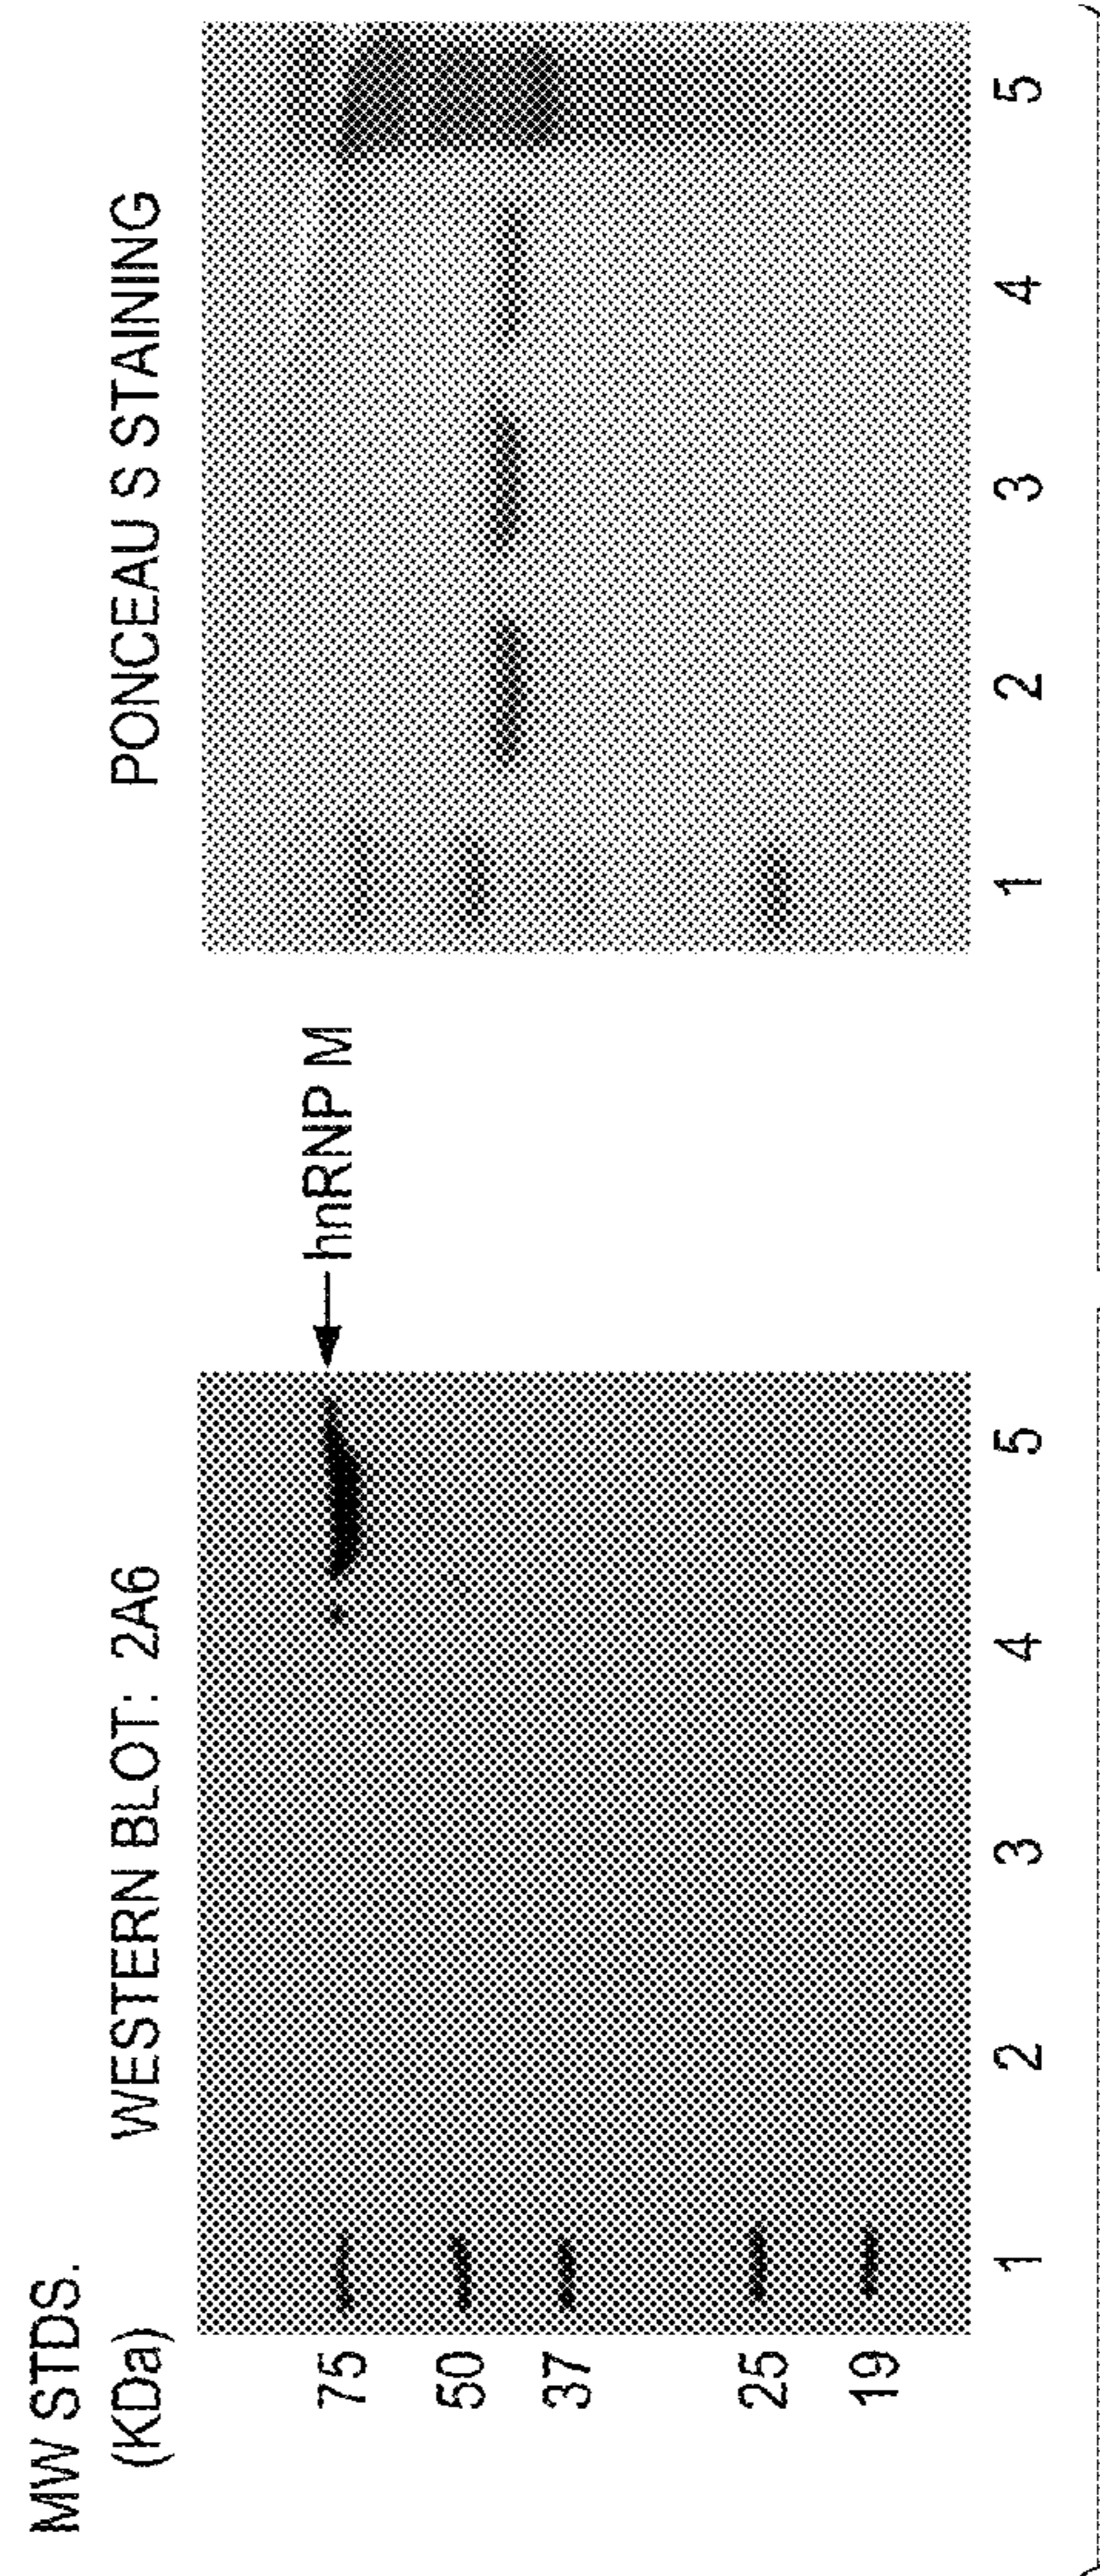 MW STDS.
(KDa)
WESTERN BLOT: 2A6
PONCEAU S STAINING
75
50
37
25
19
hnRNP M
1 2 3 4 5
1 2 3 4 5